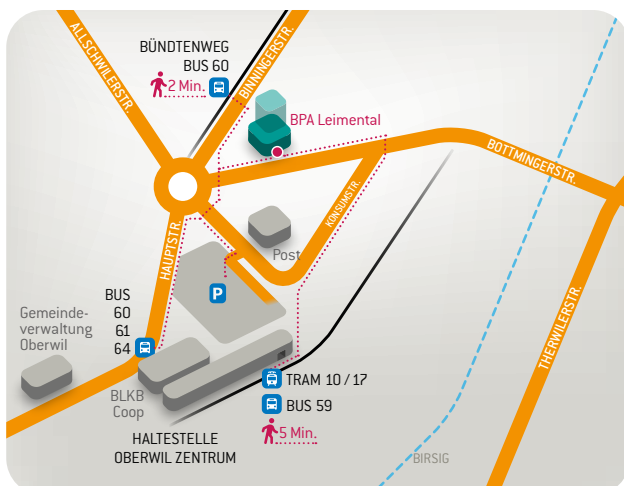 ALLSCHWILERSTR.
BÜNDTENWEG
BUS 60
2 Min.
BINNINGERSTR.
BPA Leimental
BOTTMINGERSTR.
KONSUMSTR.
HAUPTSTR.
Post
P
BUS
60
61
64
Gemeinde-
verwaltung
Oberwil
THERWILERSTR.
BLKB
Coop
TRAM 10 / 17
BUS 59
5 Min.
HALTESTELLE
OBERWIL ZENTRUM
BIRSIG